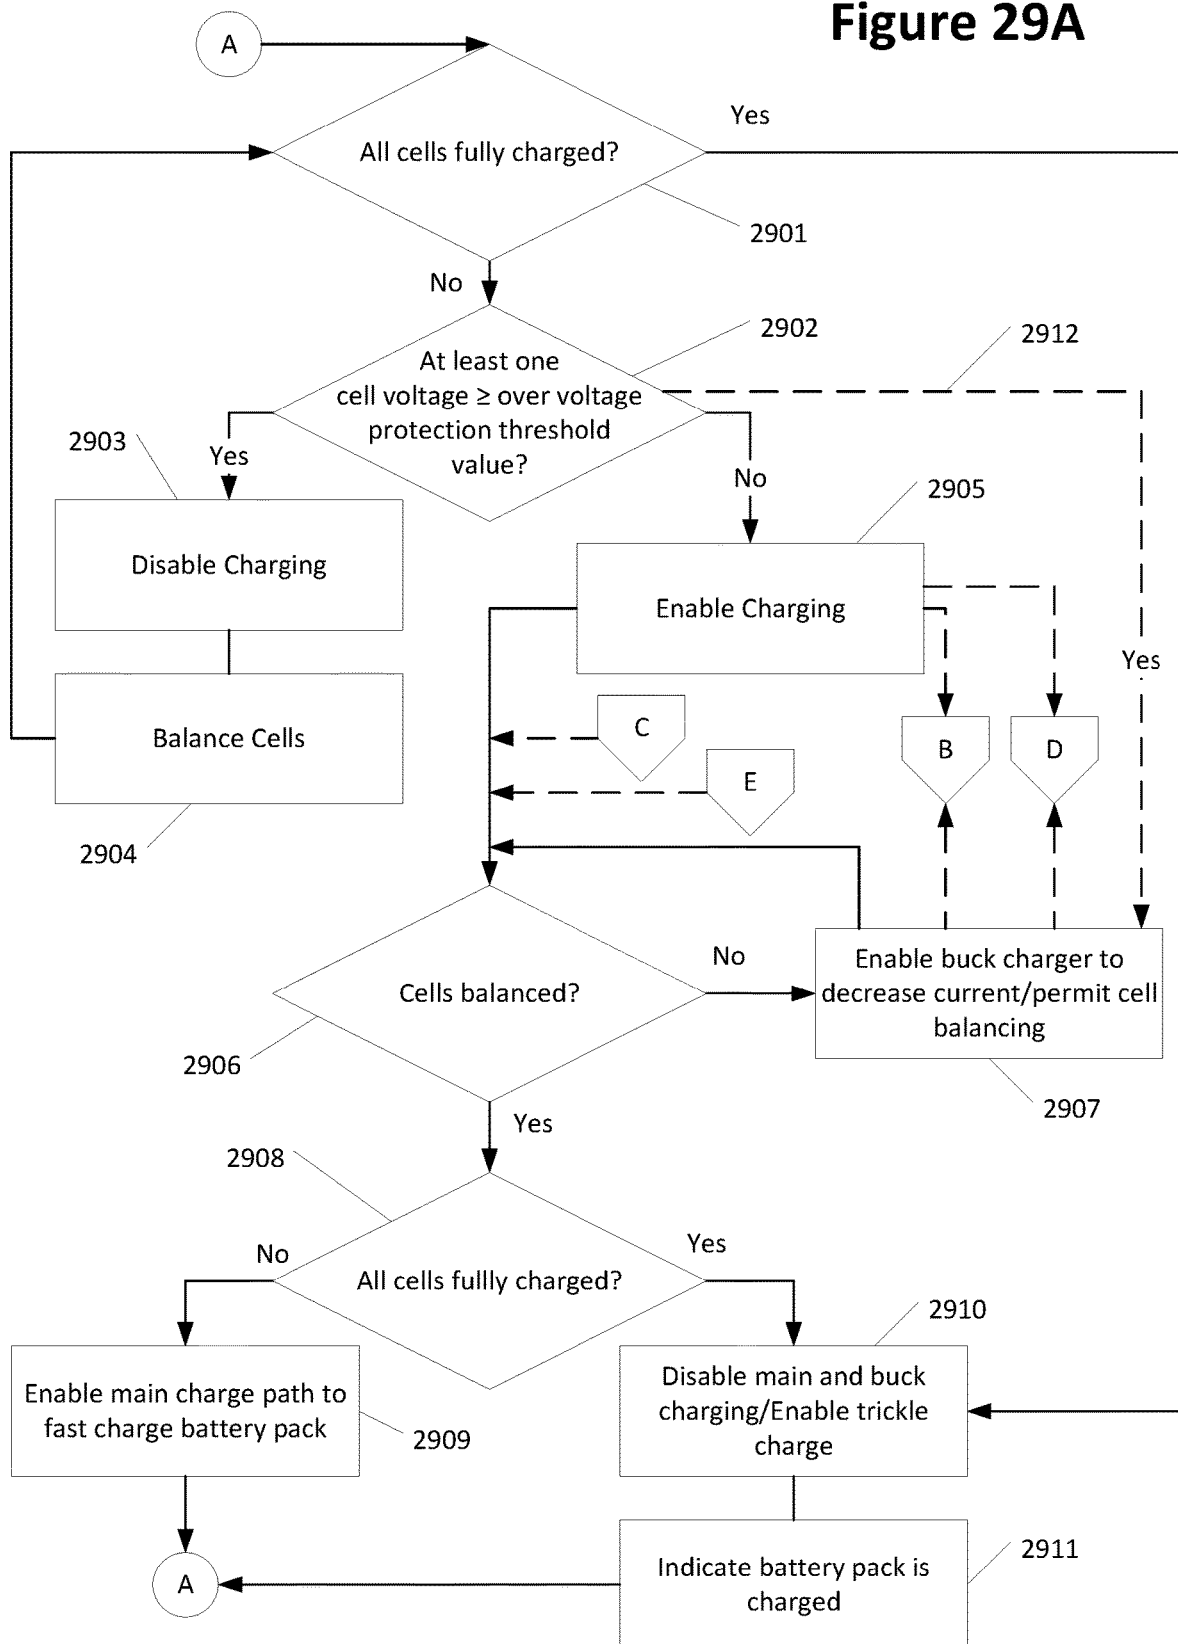 Figure 29A
A
Yes
All cells fully charged?
2901
No
2902
2912
At least one
cell voltage ≥ over voltage
protection threshold
value?
2903
Yes
No
2905
Disable Charging
Enable Charging
Yes
C
B
D
Balance Cells
E
2904
No
Enable buck charger to
decrease current/permit cell
balancing
Cells balanced?
2906
2907
Yes
2908
No
Yes
All cells fullly charged?
2910
Enable main charge path to
fast charge battery pack
Disable main and buck
charging/Enable trickle
charge
2909
2911
Indicate battery pack is
charged
A